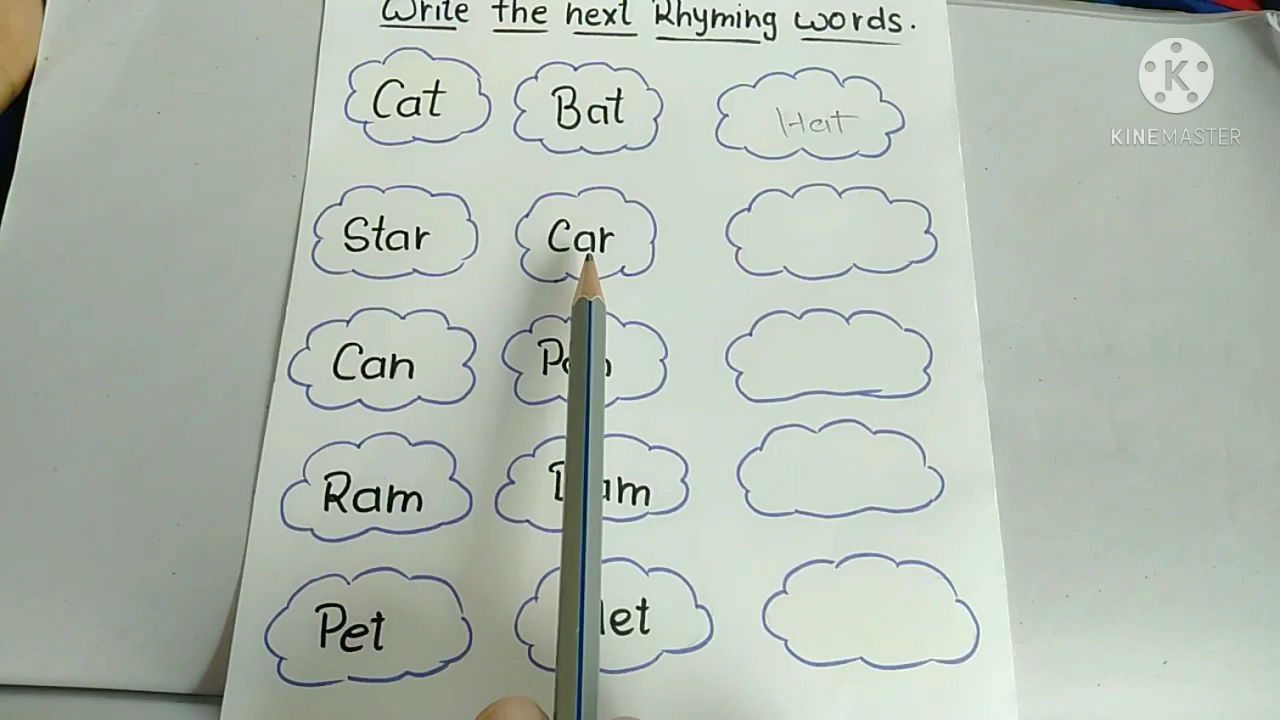 Write the next Rhyming words.
Cat Bat Hat
Star Car
Can
Ram
Pet
K
KINEMASTER